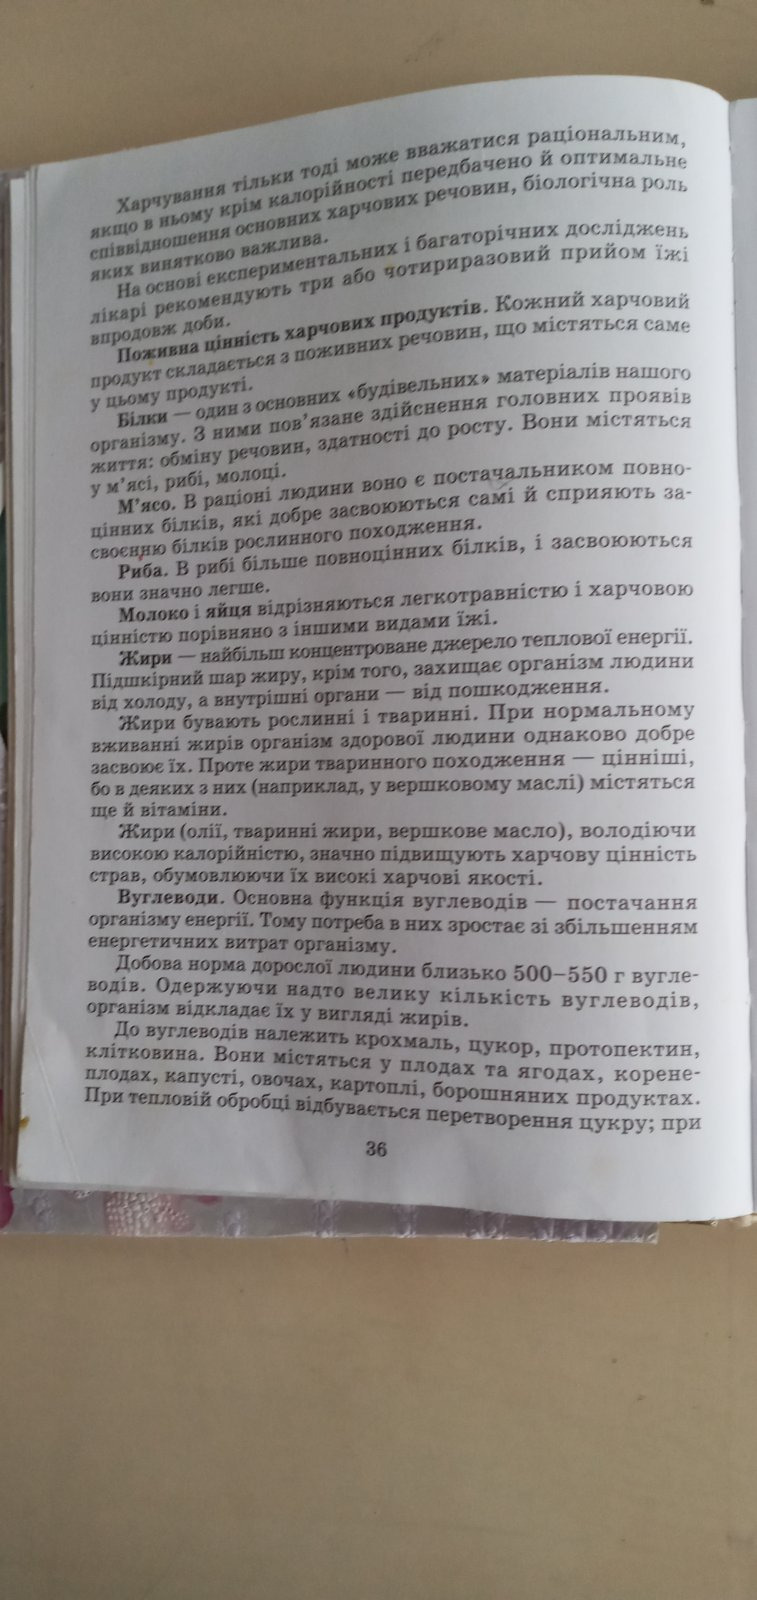 Харчування тільки тоді може вважатися раціональним,
якщо в ньому крім калорійності передбачено й оптимальне
співвідношення основних харчових речовин, біологічна роль
яких винятково важлива.
На основі експериментальних і багаторічних досліджень
лікарі рекомендують три або чотириразовий прийом їжі
впродовж доби.
Поживна цінність харчових продуктів. Кожний харчовий
продукт складається з поживних речовин, що містяться саме
у цьому продукті.
Білки — один з основних «будівельних» матеріалів нашого
організму. З ними пов’язане здійснення головних проявів
життя: обміну речовин, здатності до росту. Вони містяться
у м’ясі, рибі, молоці.
М’ясо. В раціоні людини воно є постачальником повно-
цінних білків, які добре засвоюються самі й сприяють за-
своєнню білків рослинного походження.
Риба. В рибі більше повноцінних білків, і засвоюються
вони значно легше.
Молоко і яйця відрізняються легкотравністю і харчовою
цінністю порівняно з іншими видами їжі.
Жири — найбільш концентроване джерело теплової енергії.
Підшкірний шар жиру, крім того, захищає організм людини
від холоду, а внутрішні органи — від пошкодження.
Жири бувають рослинні і тваринні. При нормальному
вживанні жирів організм здорової людини однаково добре
засвоює їх. Проте жири тваринного походження — цінніші,
бо в деяких з них (наприклад, у вершковому маслі) містяться
ще й вітаміни.
Жири (олії, тваринні жири, вершкове масло), володіючи
високою калорійністю, значно підвищують харчову цінність
страв, обумовлюючи їх високі харчові якості.
Вуглеводи. Основна функція вуглеводів — постачання
організму енергії. Тому потреба в них зростає зі збільшенням
енергетичних витрат організму.
Добова норма дорослої людини близько 500–550 г вугле-
водів. Одержуючи надто велику кількість вуглеводів,
організм відкладає їх у вигляді жирів.
До вуглеводів належить крохмаль, цукор, протопектин,
клітковина. Вони містяться у плодах та ягодах, корене-
плодах, капусті, овочах, картоплі, борошняних продуктах.
При тепловій обробці відбувається перетворення цукру; при
36